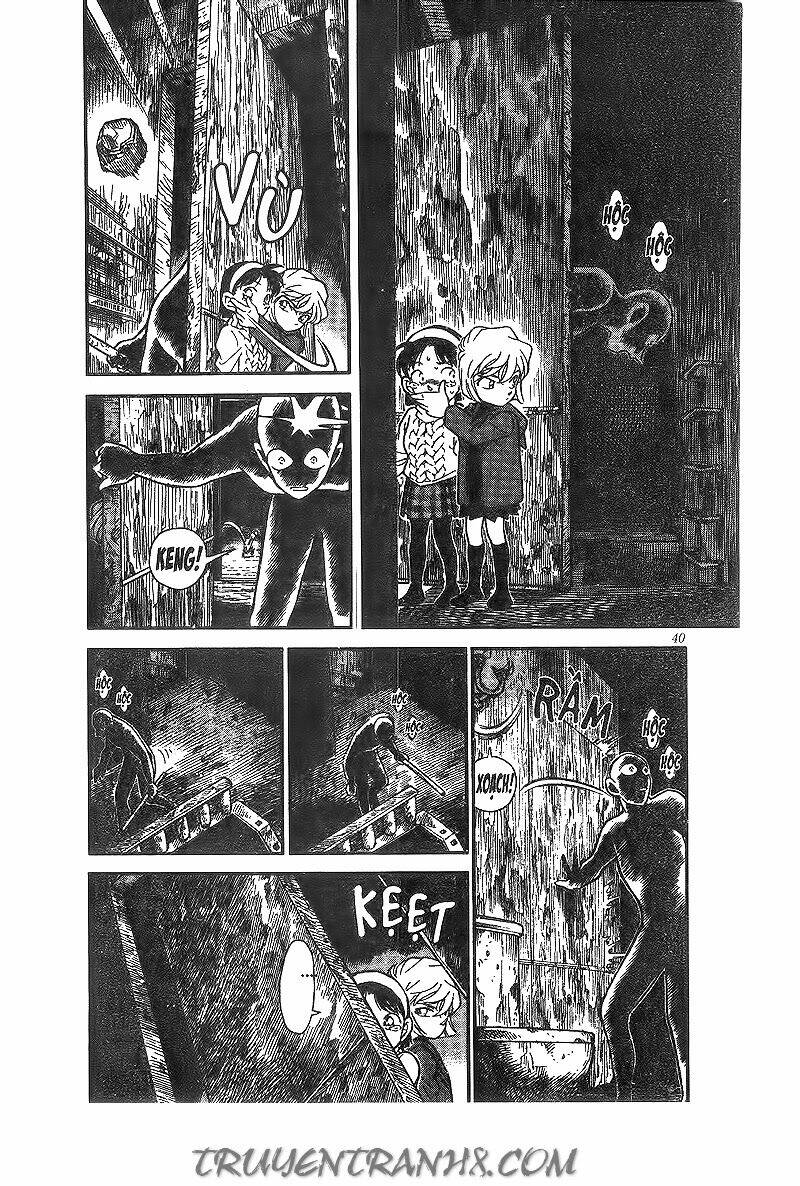 VÙ
HỘC
HỘC
KENG!
40
HỘC
HỘC
HỘC
HỘC
RẦM
HỘC
HỘC
XOẠCH!
KẸẸT
......
TRUYENTRANH8.COM